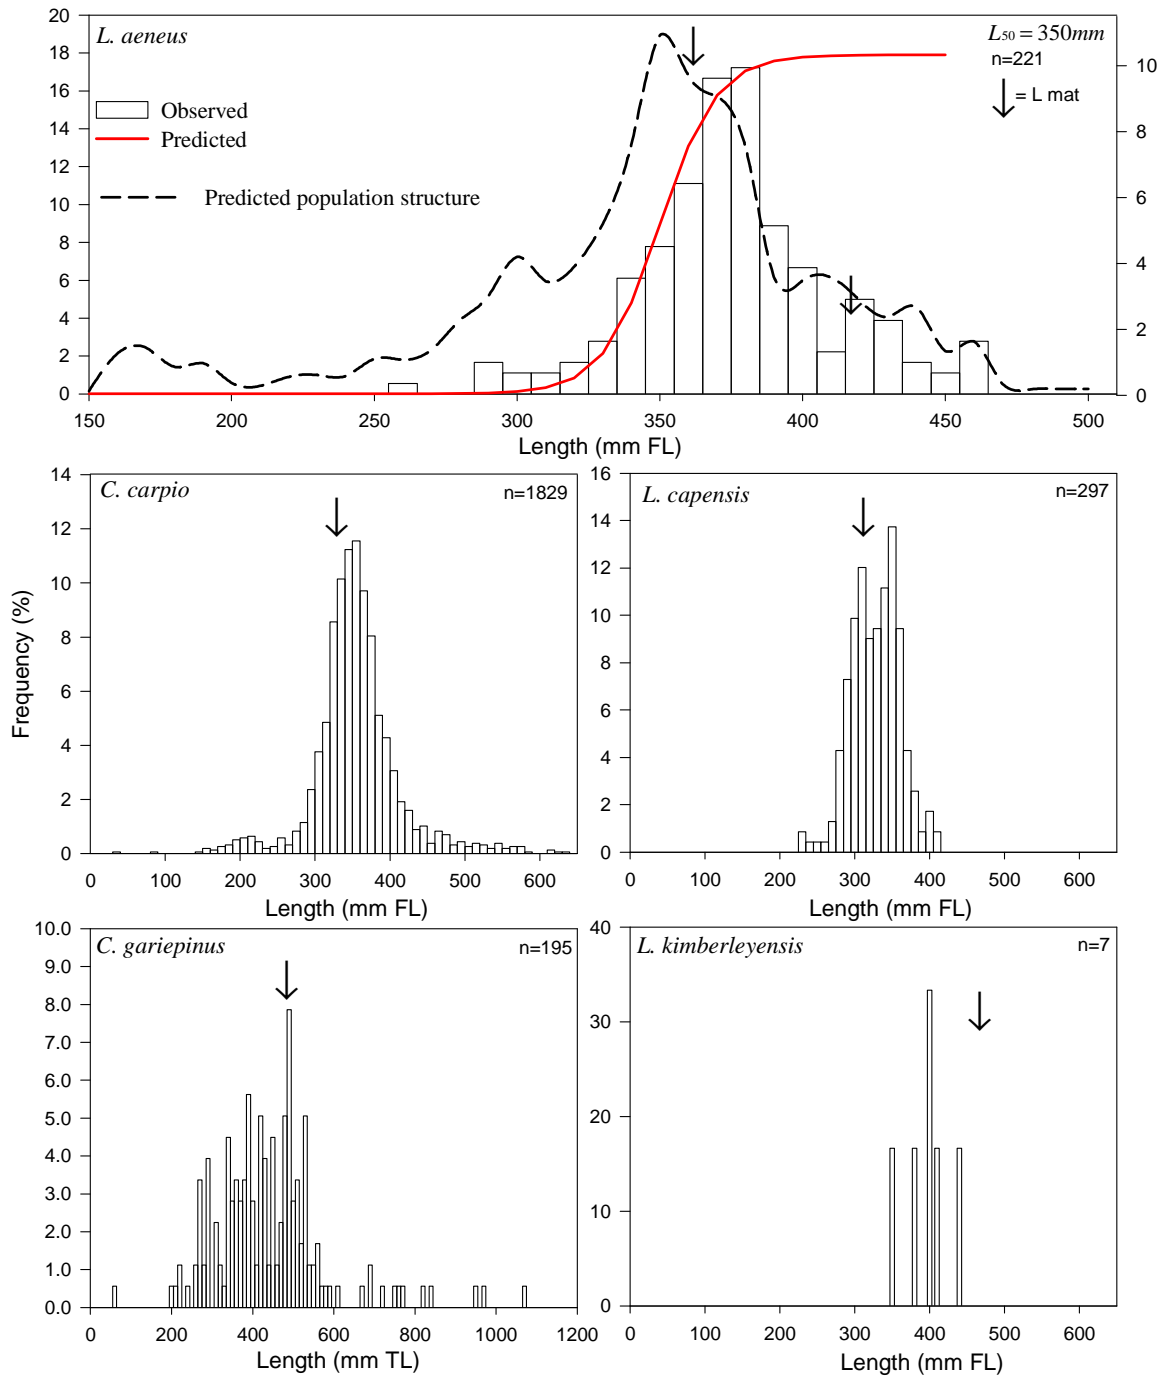 20
18
16
14
12
10
8
6
4
2
0
L. aeneus
Observed
Predicted
Predicted population structure
L50 = 350mm
n=221
= L mat
10
8
6
4
2
0
150 200 250 300 350 400 450 500
Length (mm FL)
Frequency (%)
14
12
10
8
6
4
2
0
C. carpio
n=1829
0 100 200 300 400 500 600
Length (mm FL)
16
14
12
10
8
6
4
2
0
L. capensis
n=297
0 100 200 300 400 500 600
Length (mm FL)
10.0
9.0
8.0
7.0
6.0
5.0
4.0
3.0
2.0
1.0
0.0
C. gariepinus
n=195
0 200 400 600 800 1000 1200
Length (mm TL)
40
30
20
10
0
L. kimberleyensis
n=7
0 100 200 300 400 500 600
Length (mm FL)